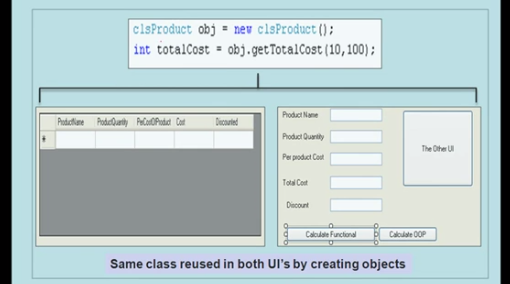 clsProduct obj = new clsProduct();
int totalCost = obj.getTotalCost(10,100);
ProductName ProductQuantity PerCostOfProduct Cost Discounted
Product Name
Product Quantity
Per product Cost
Total Cost
Discount
The Other UI
Calculate Functional Calculate OOP
Same class reused in both UI's by creating objects